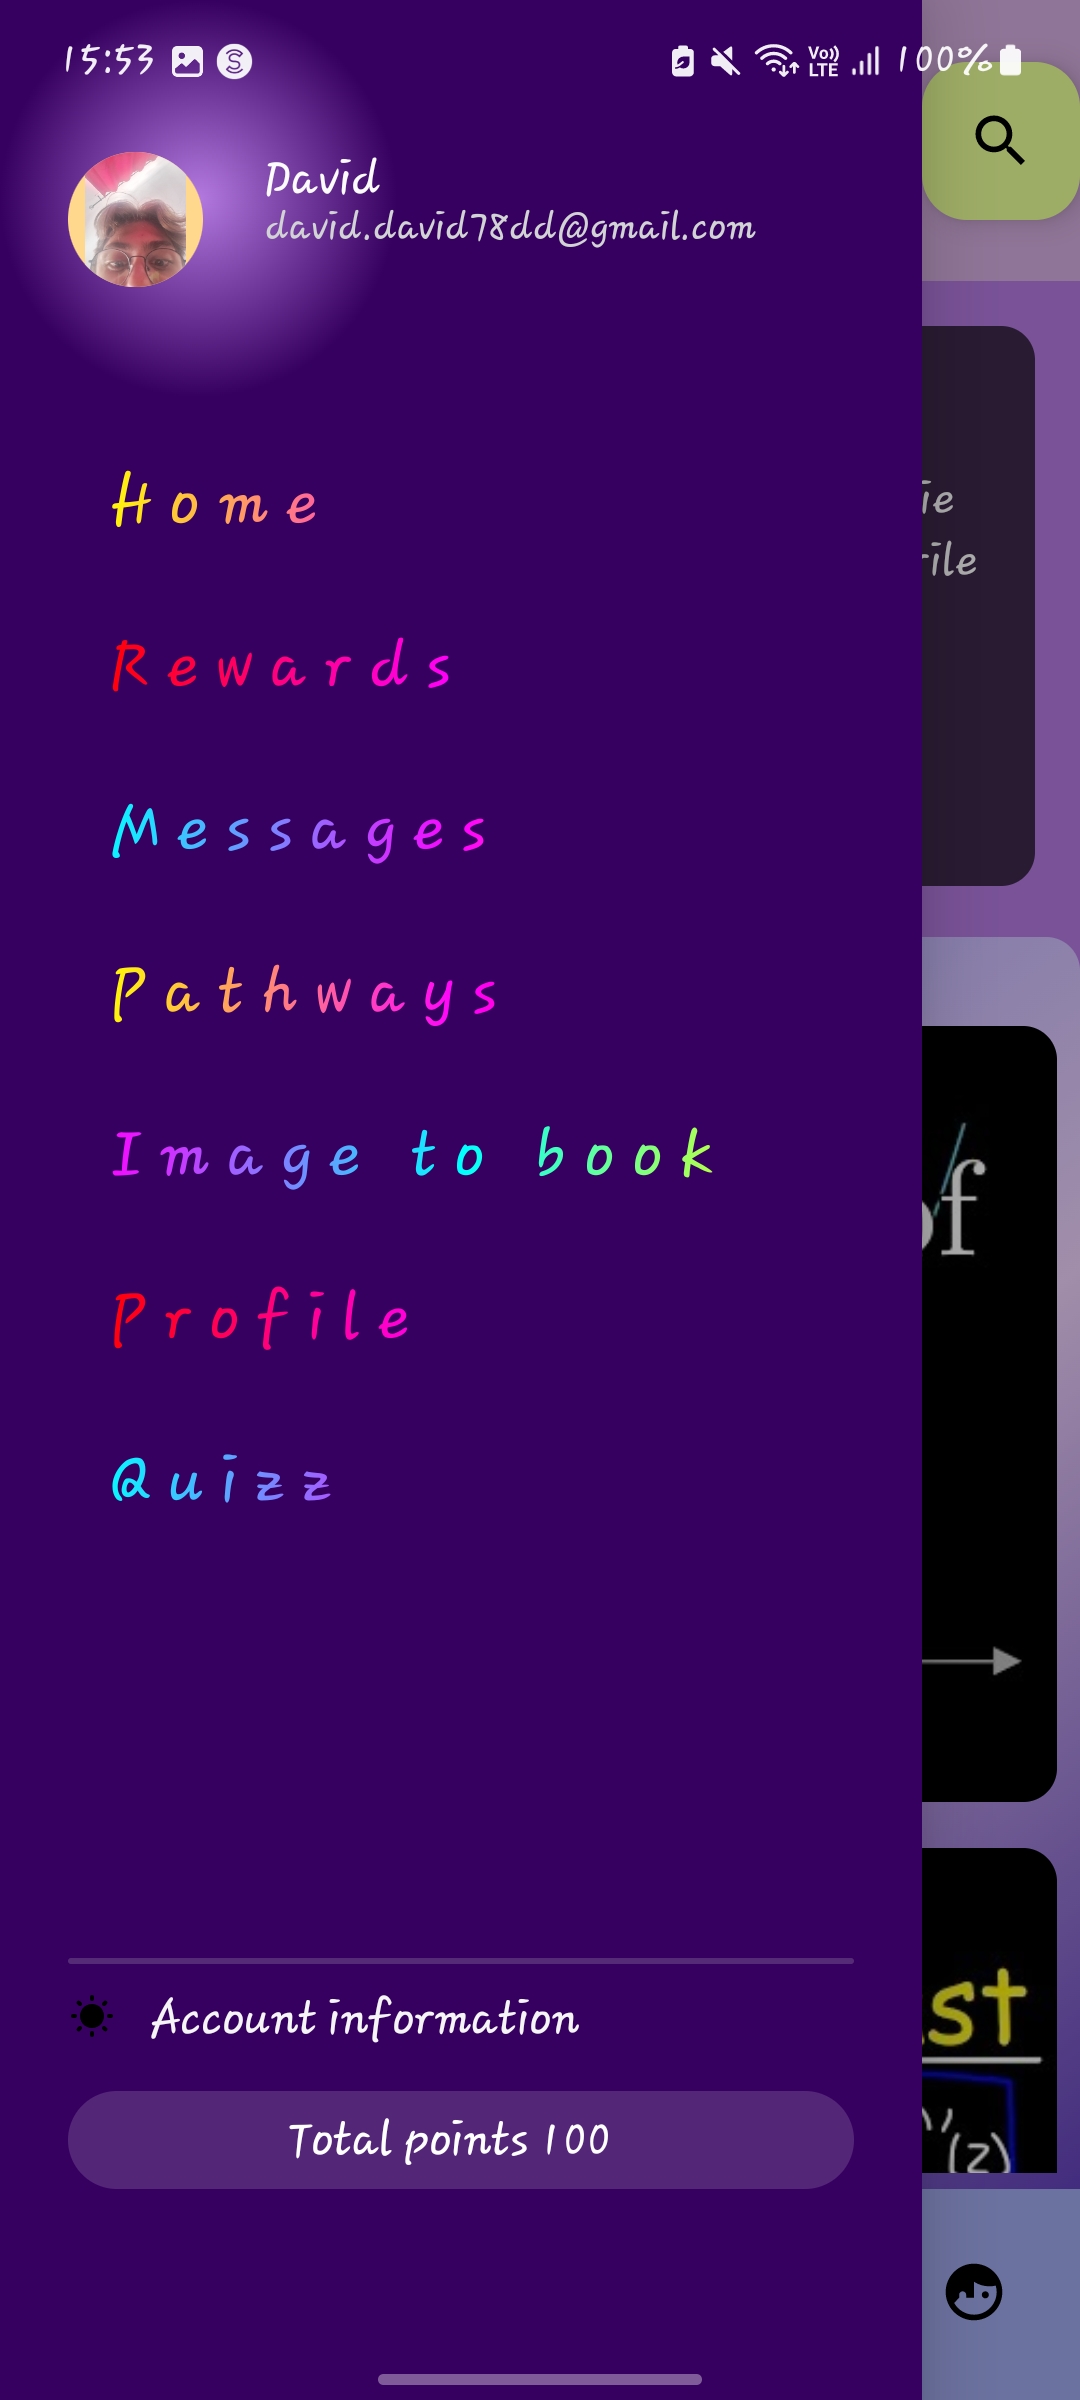 15:53
Vo)) LTE
100%
David
david.david78dd@gmail.com
Home
Rewards
Messages
Pathways
Image to book
Profile
Quizz
Account information
Total points 100
ie
rile
of
st
(z)